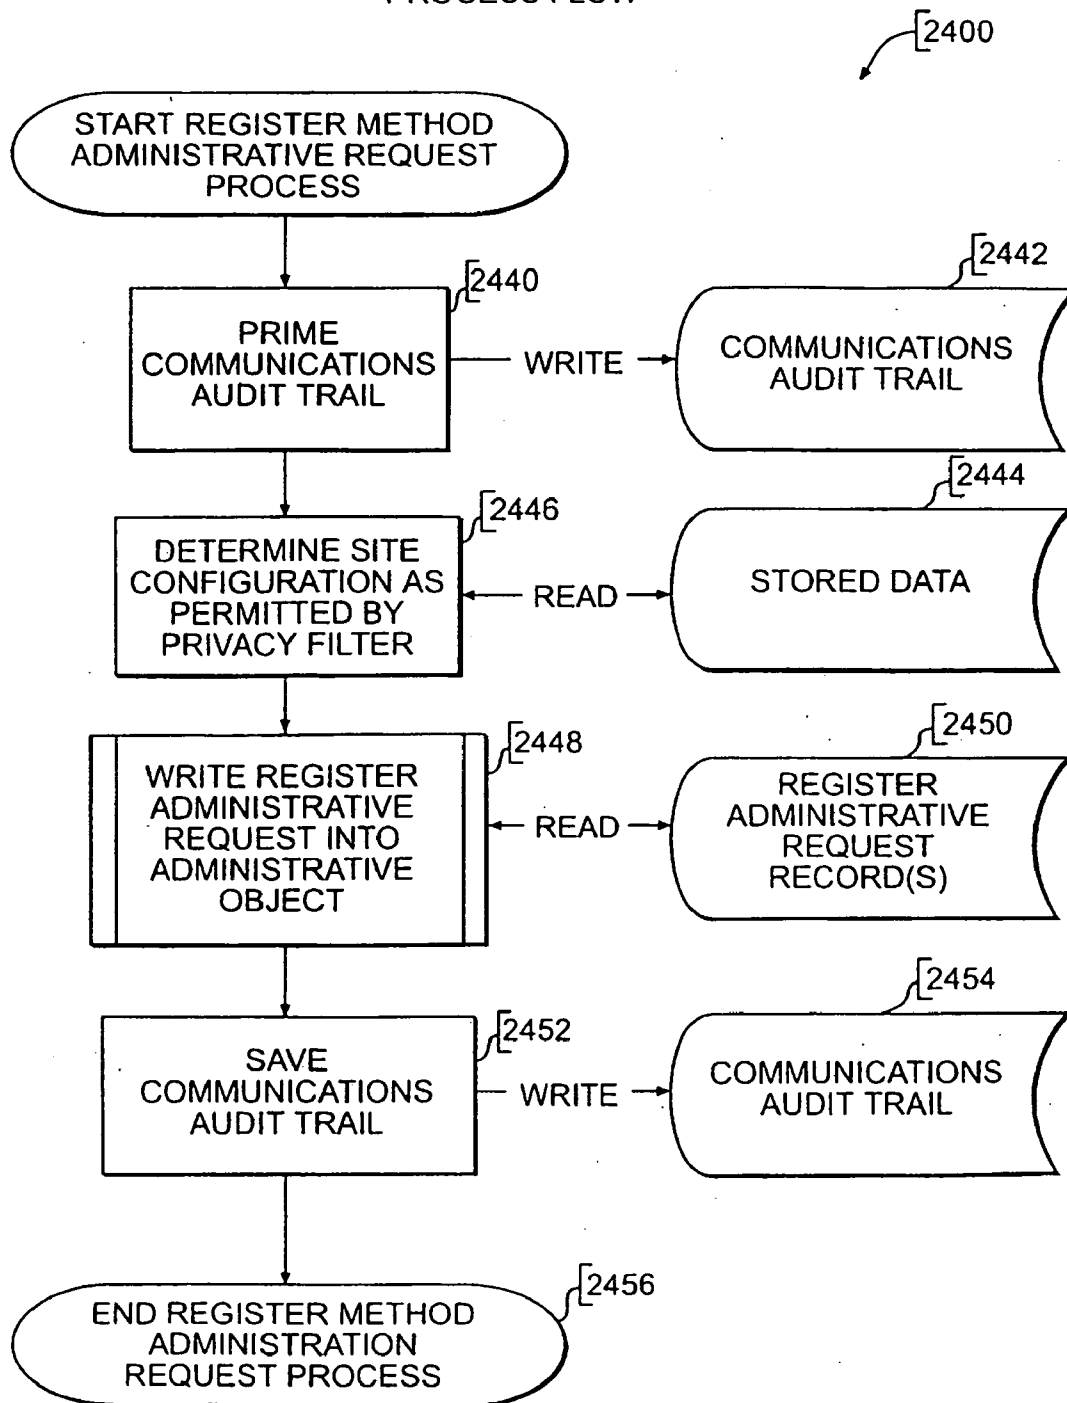 PROCESS FLOW
2400
START REGISTER METHOD
ADMINISTRATIVE REQUEST
PROCESS
2440
PRIME
COMMUNICATIONS
AUDIT TRAIL
WRITE
2442
COMMUNICATIONS
AUDIT TRAIL
2446
DETERMINE SITE
CONFIGURATION AS
PERMITTED BY
PRIVACY FILTER
READ
2444
STORED DATA
2448
WRITE REGISTER
ADMINISTRATIVE
REQUEST INTO
ADMINISTRATIVE
OBJECT
READ
2450
REGISTER
ADMINISTRATIVE
REQUEST
RECORD(S)
2452
SAVE
COMMUNICATIONS
AUDIT TRAIL
WRITE
2454
COMMUNICATIONS
AUDIT TRAIL
2456
END REGISTER METHOD
ADMINISTRATION
REQUEST PROCESS